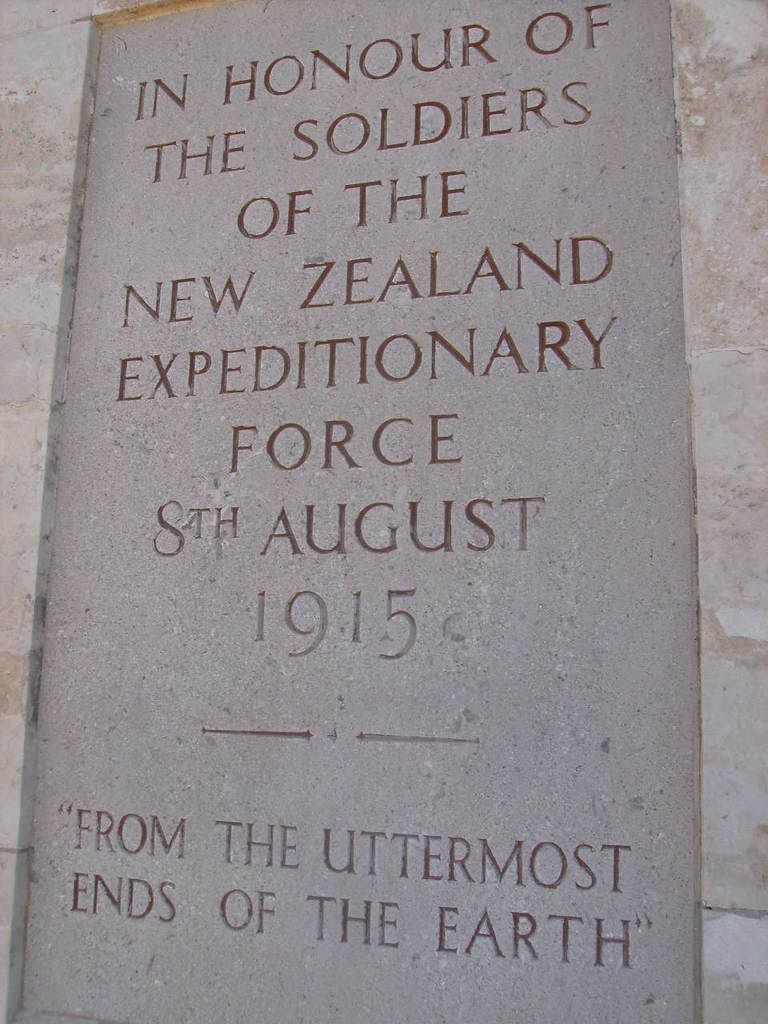 IN HONOUR OF
THE SOLDIERS
OF THE
NEW ZEALAND
EXPEDITIONARY
FORCE
8TH AUGUST
1915
"FROM THE UTTERMOST
ENDS OF THE EARTH"